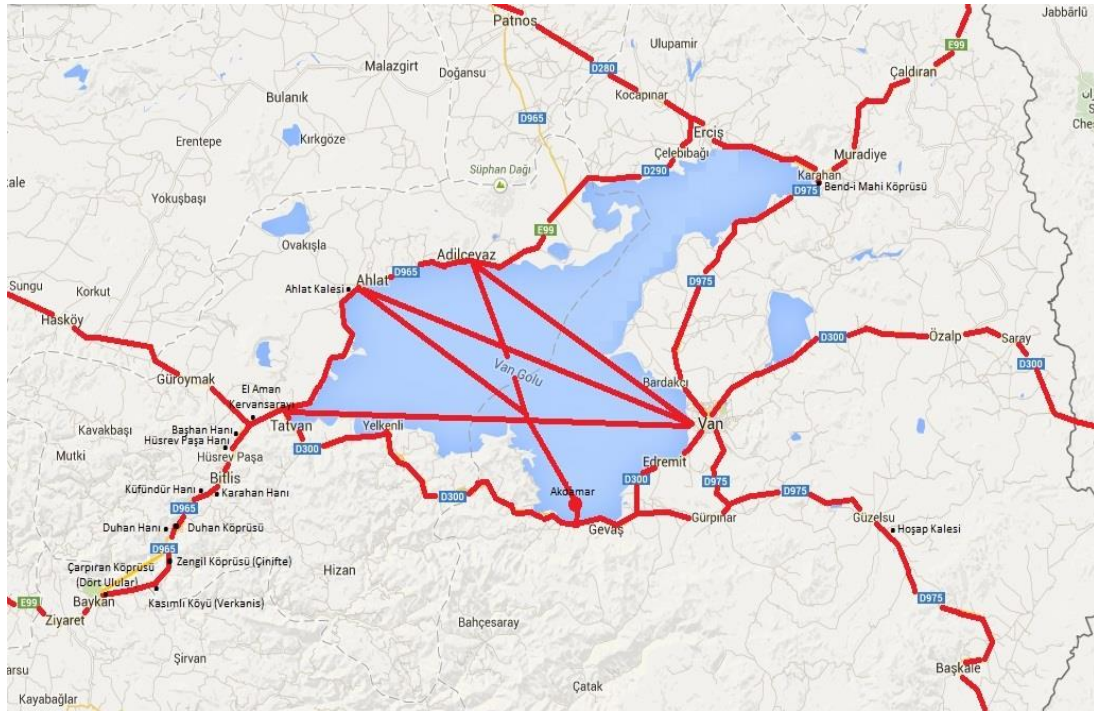 Patnos
Jabbārlū
E99
Ulupamir
Malazgirt
Doğansu
D280
Çaldıran
Kocapınar
Bulanık
D965
Erentepe
Kırkgöze
Erciş
Çelebibağı
Muradiye
Süphan Dağı
D290
Karahan
D975
Bend-i Mahi Köprüsü
Yokuşbaşı
E99
Ovakışla
Adilcevaz
D965
Ahlat
Ahlat Kalesi
D975
Sungu
Korkut
Hasköy
D300
Özalp
Saray
D300
Van Gölü
Güroymak
Bardakçı
El Aman
Kervansarayı
Tatvan
Yelkenli
Van
Kavakbaşı
Başhan Hanı
Hüsrev Paşa Hanı
Hüsrev Paşa
D300
Mutki
Edremit
Bitlis
D300
D975
Küfündür Hanı
Karahan Hanı
D300
Akdamar
D975
D965
Gevaş
Gürpınar
Güzelsu
Duhan Hanı
Duhan Köprüsü
Hoşap Kalesi
D965
Zengil Köprüsü (Çinifte)
Çarpıran Köprüsü
(Dört Ulular)
Hizan
Baykan
Kasımlı Köyü (Verkanis)
E99
D975
Ziyaret
Bahçesaray
Şirvan
Başkale
Çatak
Kayabağlar